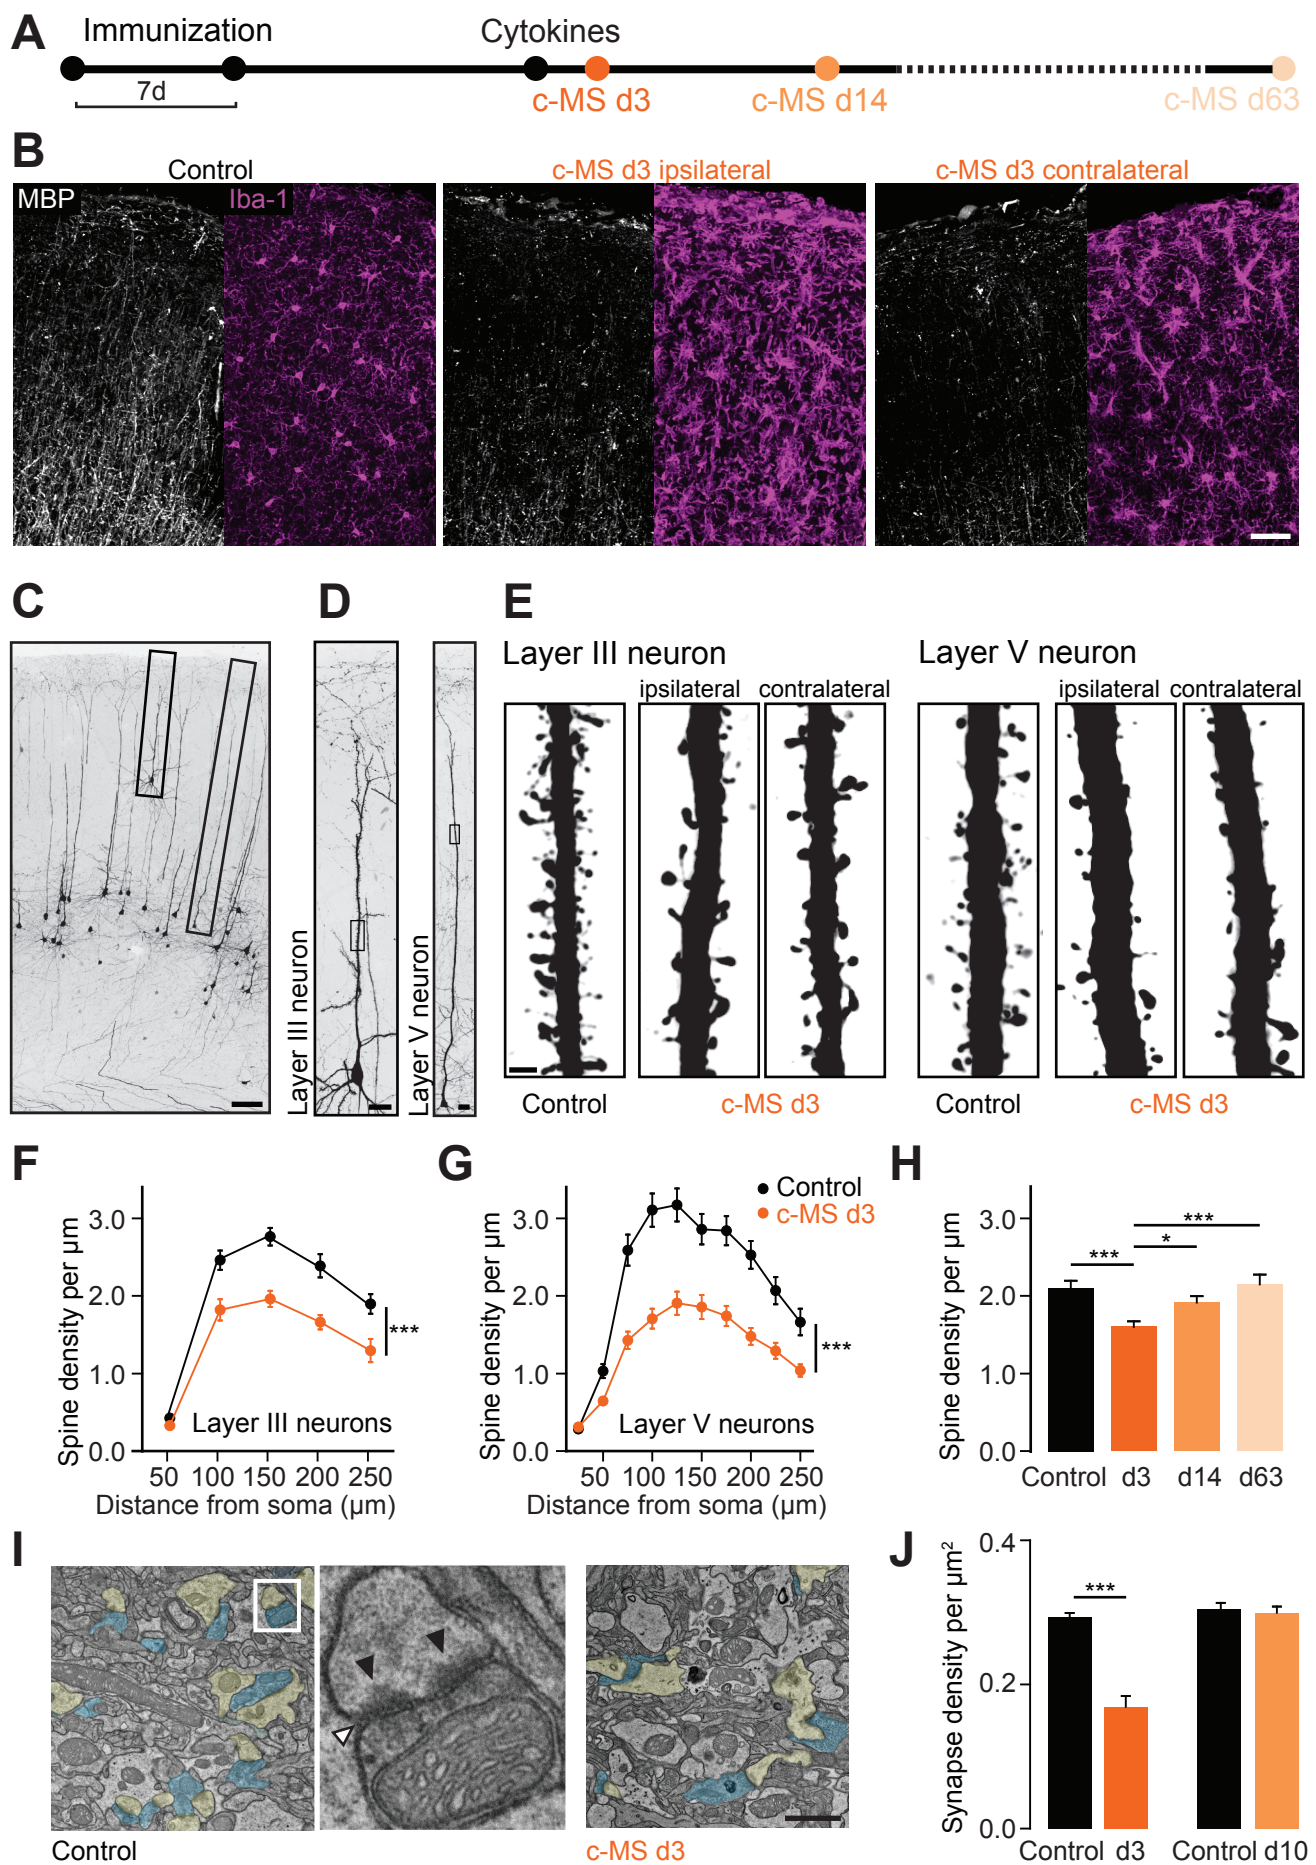 A
Immunization
Cytokines
7d
c-MS d3
c-MS d14
c-MS d63
B
Control
c-MS d3 ipsilateral
c-MS d3 contralateral
MBP
Iba-1
C
D
E
Layer III neuron
Layer V neuron
Layer III neuron
Layer V neuron
ipsilateral
contralateral
ipsilateral
contralateral
Control
c-MS d3
Control
c-MS d3
F
Spine density per µm
3.0
2.0
1.0
0.0
***
Layer III neurons
50 100 150 200 250
Distance from soma (µm)
G
Control
c-MS d3
Spine density per µm
3.0
2.0
1.0
0.0
***
Layer V neurons
50 100 150 200 250
Distance from soma (µm)
H
Spine density per µm
3.0
2.0
1.0
0.0
***
*
***
Control d3 d14 d63
I
Control
c-MS d3
J
Synapse density per µm²
0.4
0.2
0.0
***
Control d3 Control d10